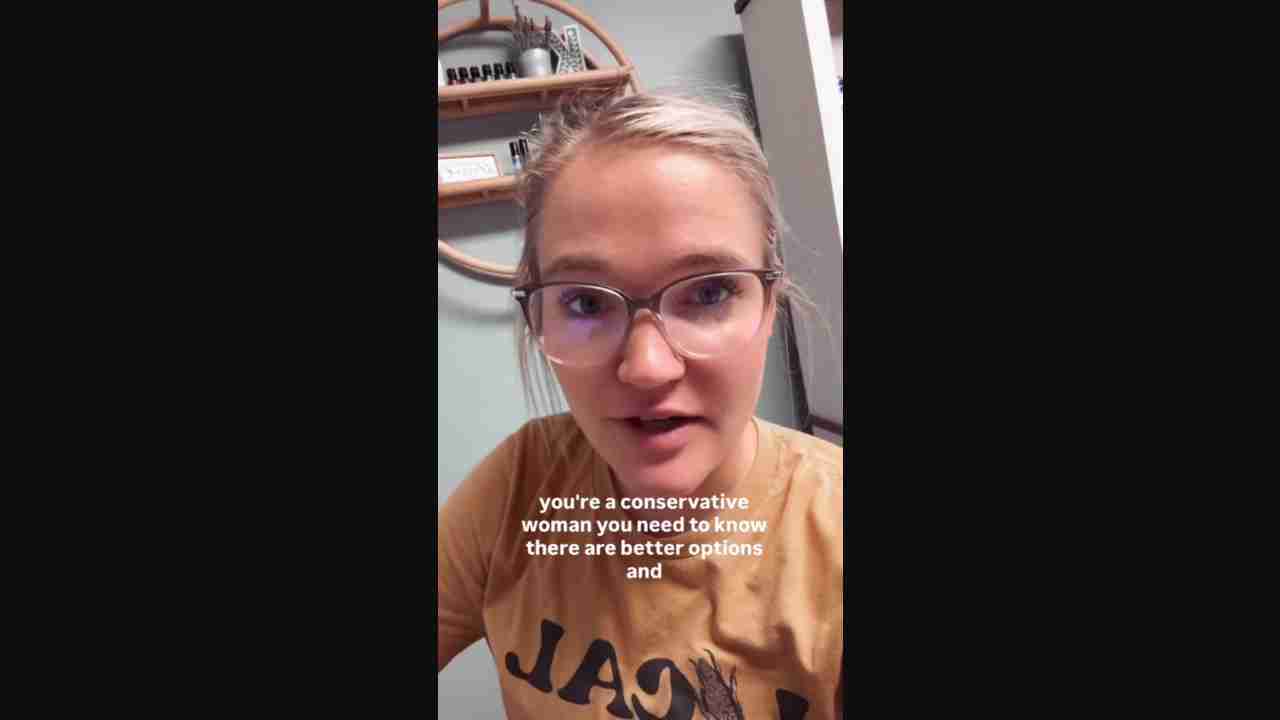 you're a conservative
woman you need to know
there are better options
and